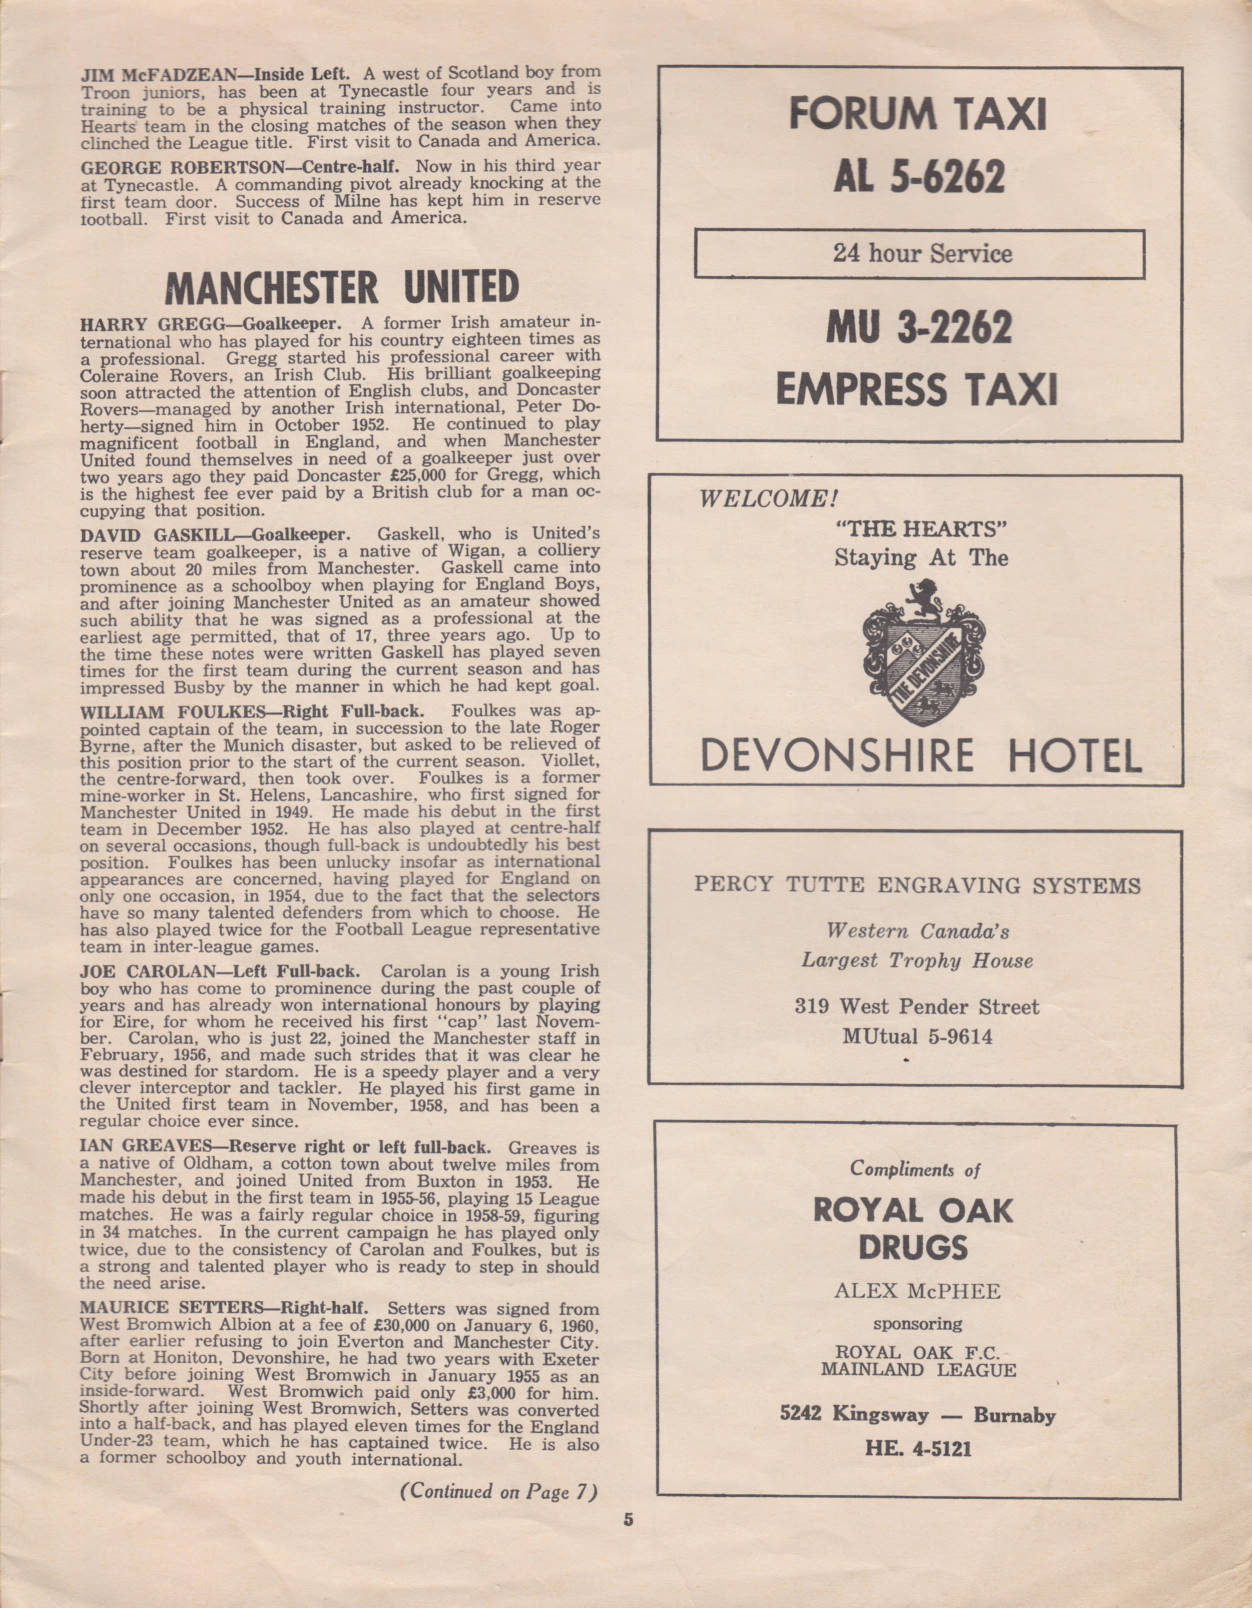 JIM McFADZEAN—Inside Left. A west of Scotland boy from
Troon juniors, has been at Tynecastle four years and is
training to be a physical training instructor. Came into
Hearts team in the closing matches of the season when they
clinched the League title. First visit to Canada and America.
GEORGE ROBERTSON—Centre-half. Now in his third year
at Tynecastle. A commanding pivot already knocking at the
first team door. Success of Milne has kept him in reserve
football. First visit to Canada and America.
MANCHESTER UNITED
HARRY GREGG—Goalkeeper. A former Irish amateur in-
ternational who has played for his country eighteen times as
a professional. Gregg started his professional career with
Coleraine Rovers, an Irish Club. His brilliant goalkeeping
soon attracted the attention of English clubs, and Doncaster
Rovers—managed by another Irish international, Peter Do-
herty—signed him in October 1952. He continued to play
magnificent football in England, and when Manchester
United found themselves in need of a goalkeeper just over
two years ago they paid Doncaster £25,000 for Gregg, which
is the highest fee ever paid by a British club for a man oc-
cupying that position.
DAVID GASKILL—Goalkeeper. Gaskell, who is United's
reserve team goalkeeper, is a native of Wigan, a colliery
town about 20 miles from Manchester. Gaskell came into
prominence as a schoolboy when playing for England Boys,
and after joining Manchester United as an amateur showed
such ability that he was signed as a professional at the
earliest age permitted, that of 17, three years ago. Up to
the time these notes were written Gaskell has played seven
times for the first team during the current season and has
impressed Busby by the manner in which he had kept goal.
WILLIAM FOULKES—Right Full-back. Foulkes was ap-
pointed captain of the team, in succession to the late Roger
Byrne, after the Munich disaster, but asked to be relieved of
this position prior to the start of the current season. Viollet,
the centre-forward, then took over. Foulkes is a former
mine-worker in St. Helens, Lancashire, who first signed for
Manchester United in 1949. He made his debut in the first
team in December 1952. He has also played at centre-half
on several occasions, though full-back is undoubtedly his best
position. Foulkes has been unlucky insofar as international
appearances are concerned, having played for England on
only one occasion, in 1954, due to the fact that the selectors
have so many talented defenders from which to choose. He
has also played twice for the Football League representative
team in inter-league games.
JOE CAROLAN—Left Full-back. Carolan is a young Irish
boy who has come to prominence during the past couple of
years and has already won international honours by playing
for Eire, for whom he received his first "cap" last Novem-
ber. Carolan, who is just 22, joined the Manchester staff in
February, 1956, and made such strides that it was clear he
was destined for stardom. He is a speedy player and a very
clever interceptor and tackler. He played his first game in
the United first team in November, 1958, and has been a
regular choice ever since.
IAN GREAVES—Reserve right or left full-back. Greaves is
a native of Oldham, a cotton town about twelve miles from
Manchester, and joined United from Buxton in 1953. He
made his debut in the first team in 1955-56, playing 15 League
matches. He was a fairly regular choice in 1958-59, figuring
in 34 matches. In the current campaign he has played only
twice, due to the consistency of Carolan and Foulkes, but is
a strong and talented player who is ready to step in should
the need arise.
MAURICE SETTERS—Right-half. Setters was signed from
West Bromwich Albion at a fee of £30,000 on January 6, 1960,
after earlier refusing to join Everton and Manchester City.
Born at Honiton, Devonshire, he had two years with Exeter
City before joining West Bromwich in January 1955 as an
inside-forward. West Bromwich paid only £3,000 for him.
Shortly after joining West Bromwich, Setters was converted
into a half-back, and has played eleven times for the England
Under-23 team, which he has captained twice. He is also
a former schoolboy and youth international.
(Continued on Page 7)
FORUM TAXI
AL 5-6262
24 hour Service
MU 3-2262
EMPRESS TAXI
WELCOME!
"THE HEARTS"
Staying At The
THE DEVONSHIRE
DEVONSHIRE HOTEL
PERCY TUTTE ENGRAVING SYSTEMS
Western Canada's
Largest Trophy House
319 West Pender Street
MUtual 5-9614
Compliments of
ROYAL OAK
DRUGS
ALEX McPHEE
sponsoring
ROYAL OAK F.C.
MAINLAND LEAGUE
5242 Kingsway — Burnaby
HE. 4-5121
5